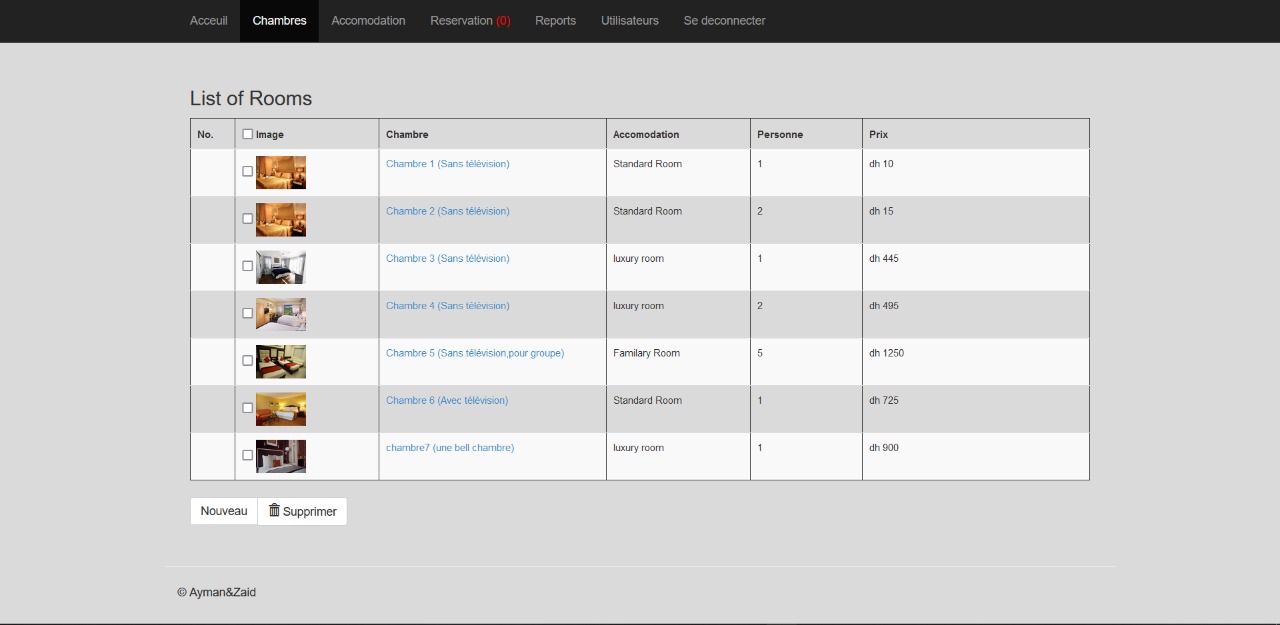 Acceuil Chambres Accomodation Reservation (0) Reports Utilisateurs Se deconnecter
List of Rooms
No. Image Chambre Accomodation Personne Prix
Chambre 1 (Sans télévision) Standard Room 1 dh 10
Chambre 2 (Sans télévision) Standard Room 2 dh 15
Chambre 3 (Sans télévision) luxury room 1 dh 445
Chambre 4 (Sans télévision) luxury room 2 dh 495
Chambre 5 (Sans télévision,pour groupe) Familary Room 5 dh 1250
Chambre 6 (Avec télévision) Standard Room 1 dh 725
chambre7 (une bell chambre) luxury room 1 dh 900
Nouveau Supprimer
© Ayman&Zaid